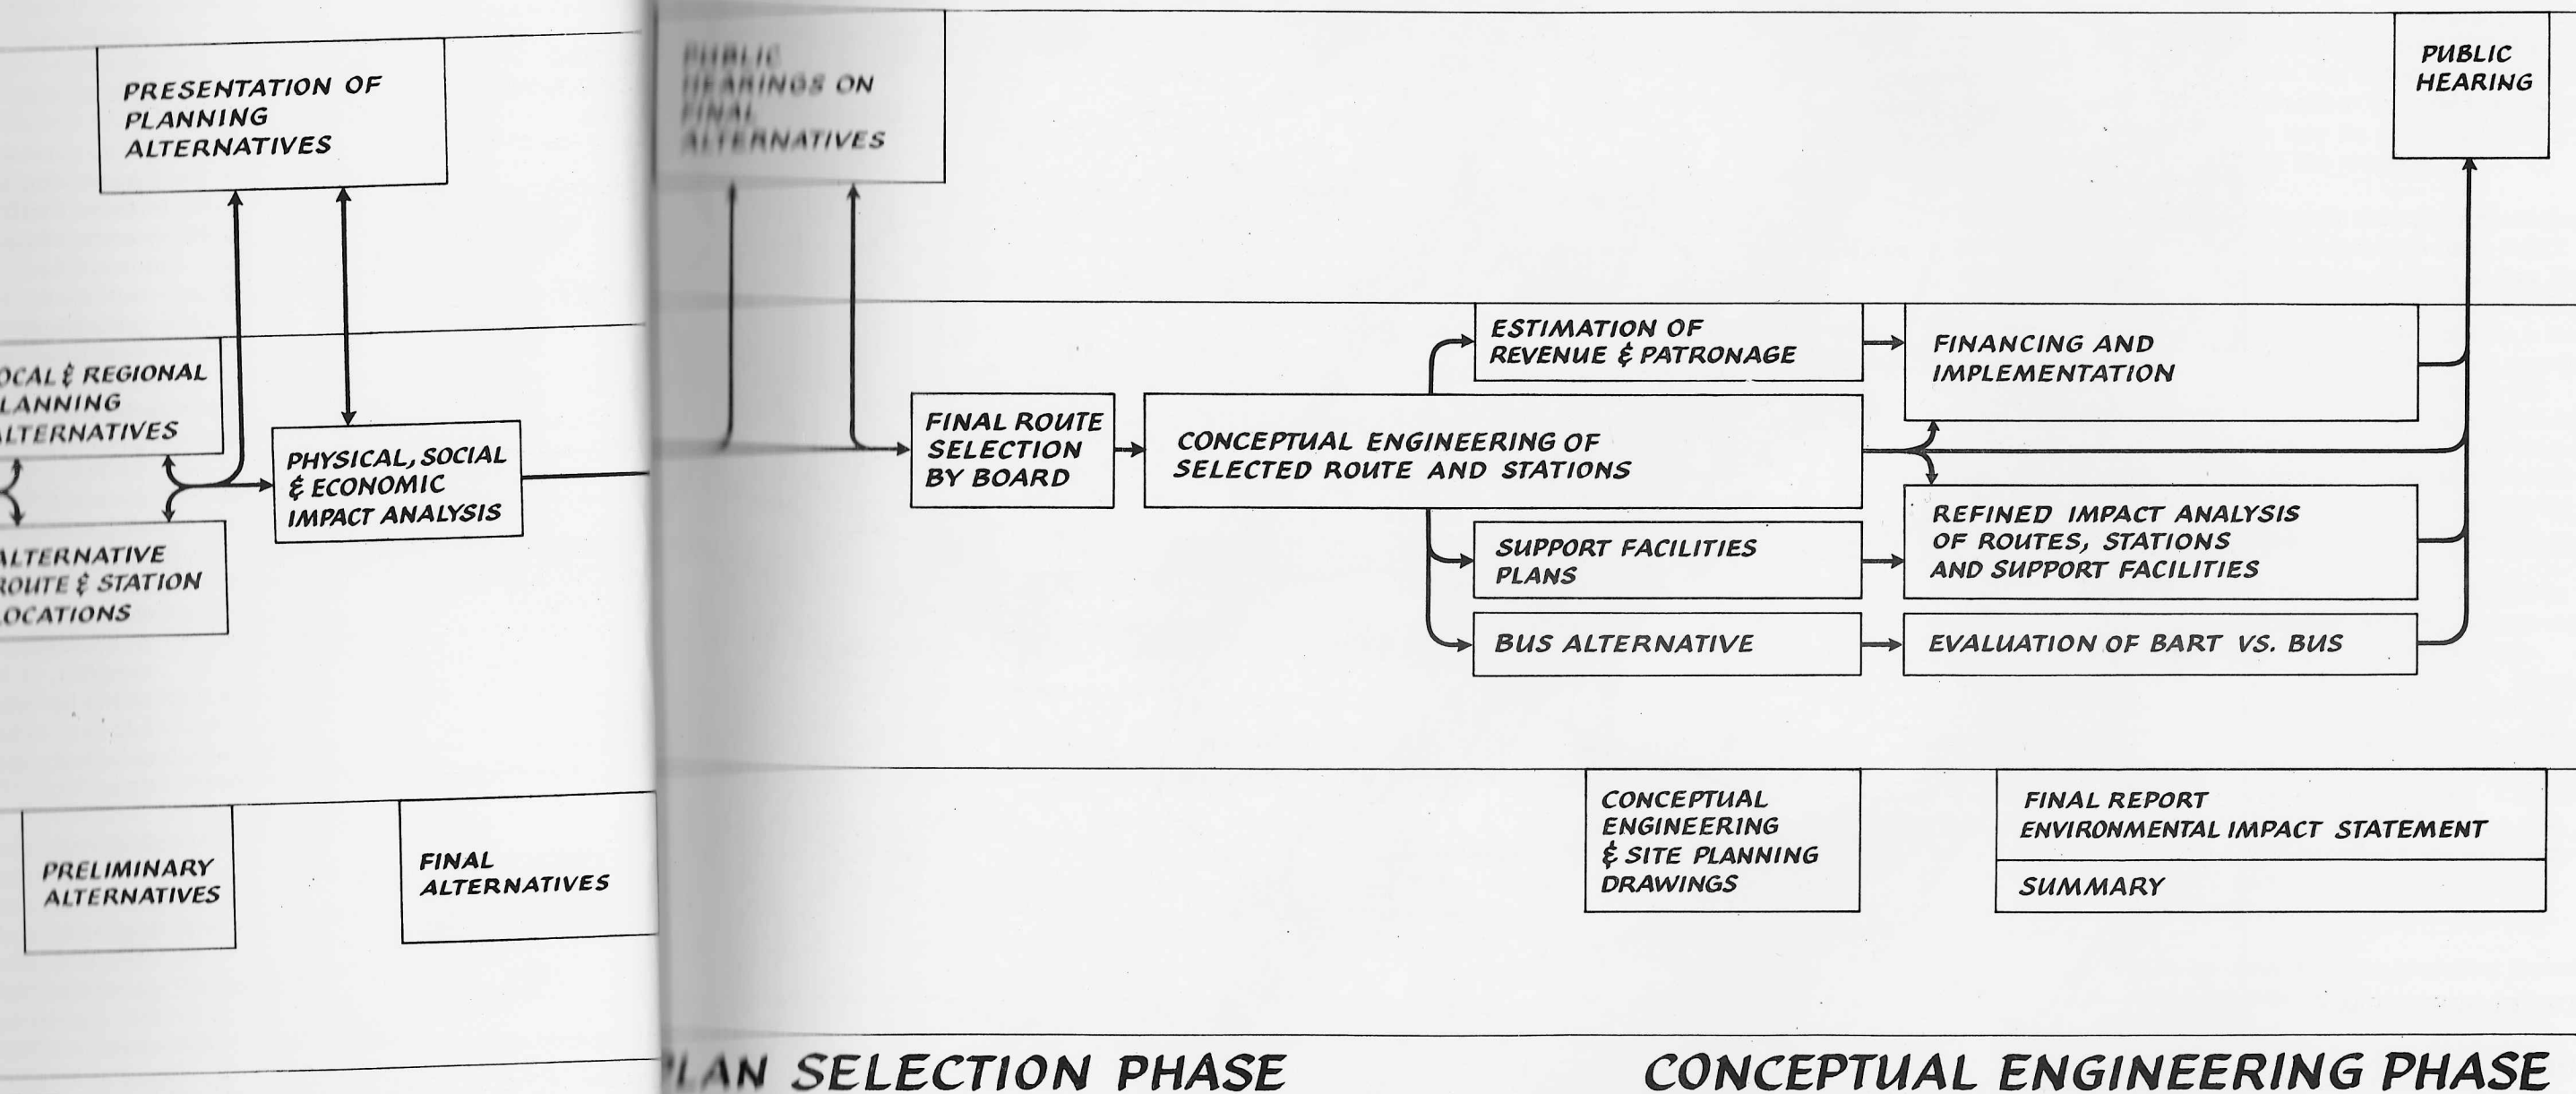 PRESENTATION OF
PLANNING
ALTERNATIVES
PUBLIC
HEARINGS ON
FINAL
ALTERNATIVES
PUBLIC
HEARING
OCAL & REGIONAL
LANNING
ALTERNATIVES
PHYSICAL, SOCIAL
& ECONOMIC
IMPACT ANALYSIS
ALTERNATIVE
ROUTE & STATION
LOCATIONS
FINAL ROUTE
SELECTION
BY BOARD
CONCEPTUAL ENGINEERING OF
SELECTED ROUTE AND STATIONS
ESTIMATION OF
REVENUE & PATRONAGE
FINANCING AND
IMPLEMENTATION
SUPPORT FACILITIES
PLANS
REFINED IMPACT ANALYSIS
OF ROUTES, STATIONS
AND SUPPORT FACILITIES
BUS ALTERNATIVE
EVALUATION OF BART VS. BUS
PRELIMINARY
ALTERNATIVES
FINAL
ALTERNATIVES
CONCEPTUAL
ENGINEERING
& SITE PLANNING
DRAWINGS
FINAL REPORT
ENVIRONMENTAL IMPACT STATEMENT
SUMMARY
PLAN SELECTION PHASE
CONCEPTUAL ENGINEERING PHASE